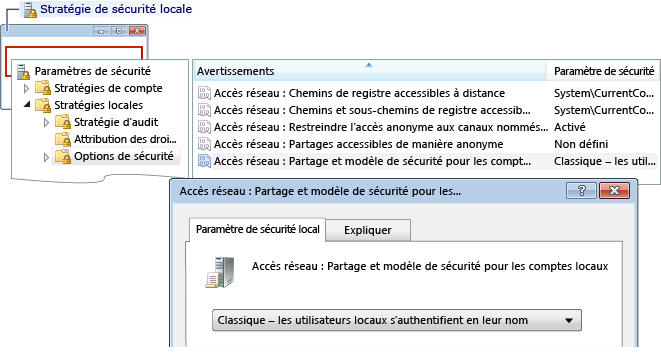 Stratégie de sécurité locale
Paramètres de sécurité
Stratégies de compte
Stratégies locales
Stratégie d'audit
Attribution des droi...
Options de sécurité
Avertissements Paramètre de sécurité
Accès réseau : Chemins de registre accessibles à distance System\CurrentCo...
Accès réseau : Chemins et sous-chemins de registre accessib... System\CurrentCo...
Accès réseau : Restreindre l'accès anonyme aux canaux nommés... Activé
Accès réseau : Partages accessibles de manière anonyme Non défini
Accès réseau : Partage et modèle de sécurité pour les compt... Classique – les util...
Accès réseau : Partage et modèle de sécurité pour les...
Paramètre de sécurité local Expliquer
Accès réseau : Partage et modèle de sécurité pour les comptes locaux
Classique – les utilisateurs locaux s'authentifient en leur nom